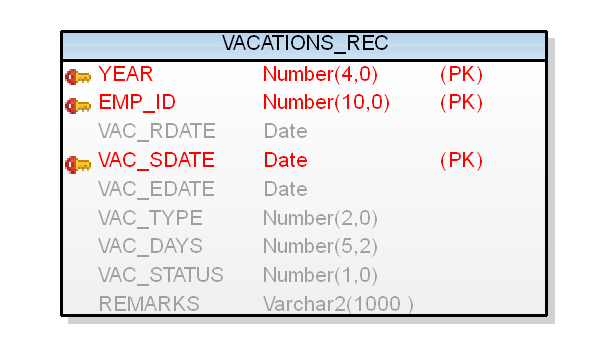 VACATIONS_REC
YEAR Number(4,0) (PK)
EMP_ID Number(10,0) (PK)
VAC_RDATE Date
VAC_SDATE Date (PK)
VAC_EDATE Date
VAC_TYPE Number(2,0)
VAC_DAYS Number(5,2)
VAC_STATUS Number(1,0)
REMARKS Varchar2(1000 )